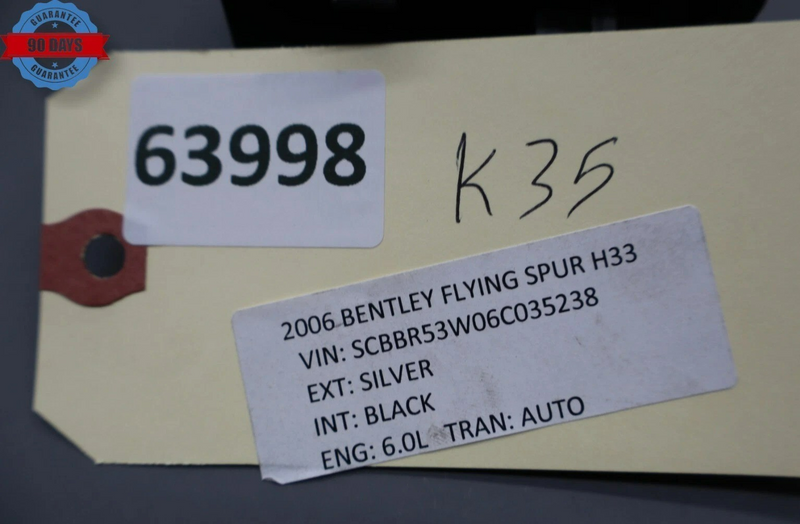 GUARANTEE
90 DAYS
GUARANTEE
63998
K35
2006 BENTLEY FLYING SPUR H33
VIN: SCBBR53W06C035238
EXT: SILVER
INT: BLACK
ENG: 6.0L TRAN: AUTO